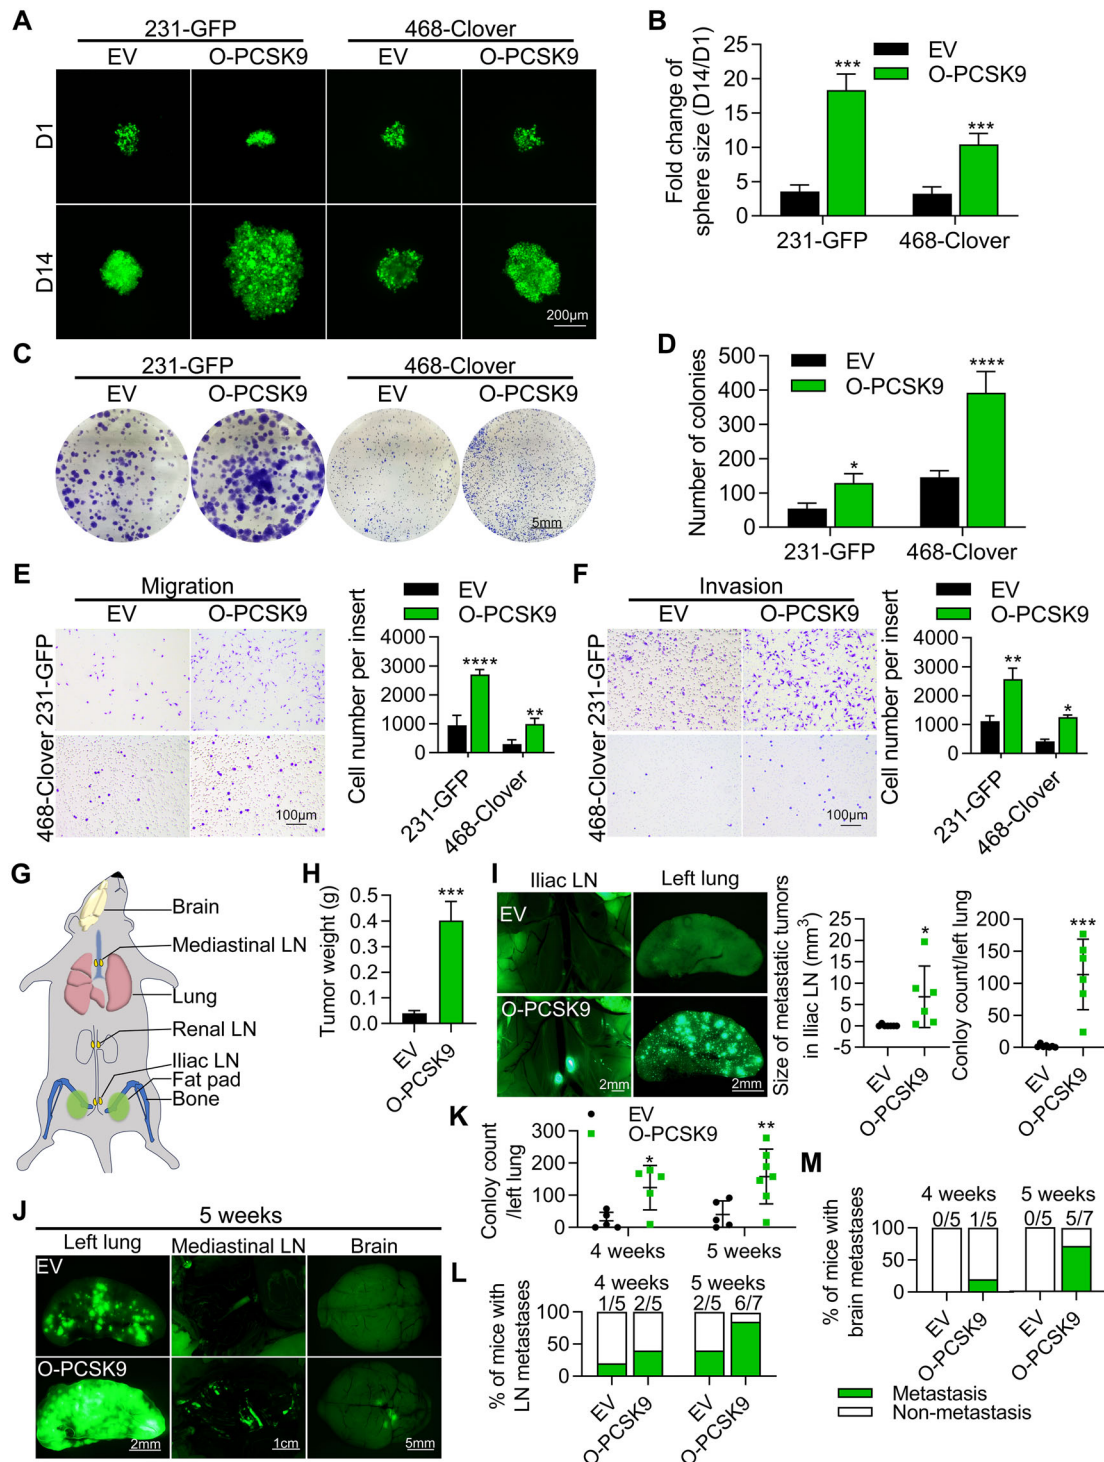 A
231-GFP 468-Clover
EV O-PCSK9 EV O-PCSK9
D1
D14
200μm
B
Fold change of
sphere size (D14/D1)
25
20
15
10
5
0
EV
O-PCSK9
***
***
231-GFP 468-Clover
C
231-GFP 468-Clover
EV O-PCSK9 EV O-PCSK9
5mm
D
Number of colonies
500
400
300
200
100
0
EV
O-PCSK9
*
****
231-GFP 468-Clover
E
Migration
EV O-PCSK9
468-Clover 231-GFP
100μm
EV
O-PCSK9
Cell number per insert
4000
3000
2000
1000
0
****
**
231-GFP
468-Clover
F
Invasion
EV O-PCSK9
468-Clover 231-GFP
100μm
EV
O-PCSK9
Cell number per insert
4000
3000
2000
1000
0
**
*
231-GFP
468-Clover
G
Brain
Mediastinal LN
Lung
Renal LN
Iliac LN
Fat pad
Bone
H
Tumor weight (g)
0.5
0.4
0.3
0.2
0.1
0.0
***
EV
O-PCSK9
I
Iliac LN Left lung
EV
O-PCSK9
2mm 2mm
Size of metastatic tumors
in Iliac LN (mm³)
25
20
15
10
5
0
-5
*
EV
O-PCSK9
Conloy count/left lung
200
150
100
50
0
***
EV
O-PCSK9
J
5 weeks
Left lung Mediastinal LN Brain
EV
O-PCSK9
2mm 1cm 5mm
K
EV
O-PCSK9
Conloy count
/left lung
300
200
100
0
*
**
4 weeks 5 weeks
L
4 weeks 5 weeks
1/5 2/5 2/5 6/7
% of mice with
LN metastases
100
50
0
EV
O-PCSK9
EV
O-PCSK9
M
4 weeks 5 weeks
0/5 1/5 0/5 5/7
% of mice with
brain metastases
100
50
0
EV
O-PCSK9
EV
O-PCSK9
Metastasis
Non-metastasis